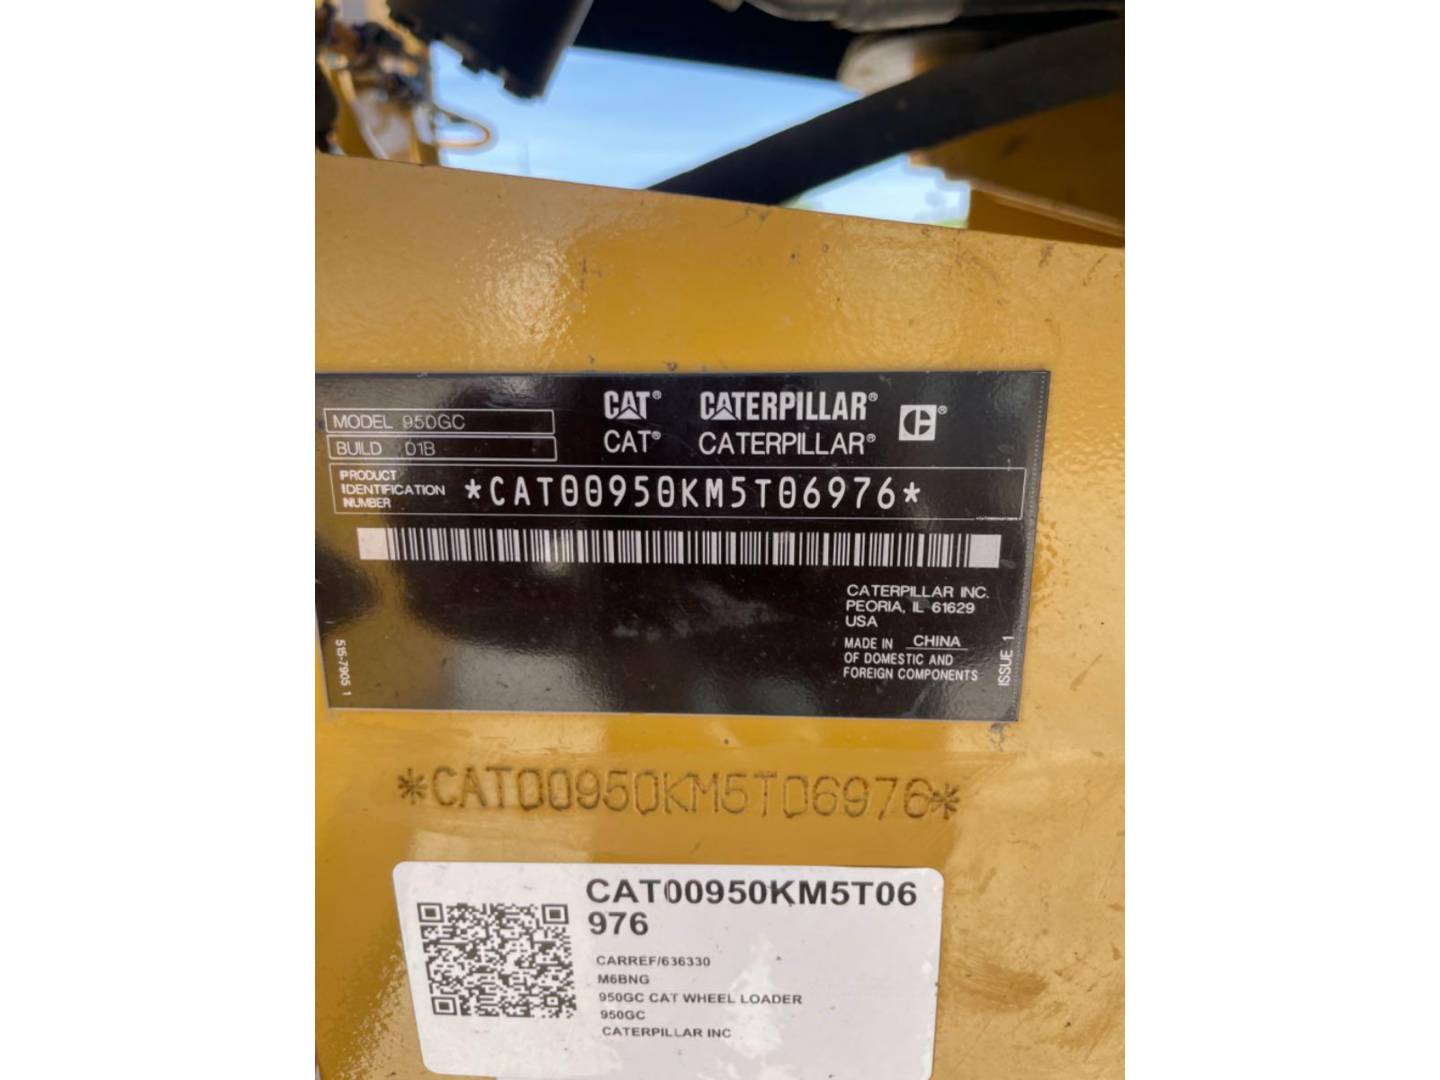 MODEL 950GC
BUILD 01B
CAT® CATERPILLAR® C®
CAT® CATERPILLAR®
PRODUCT
IDENTIFICATION
NUMBER
*CAT00950KM5T06976*
CATERPILLAR INC.
PEORIA, IL 61629
USA
MADE IN CHINA
OF DOMESTIC AND
FOREIGN COMPONENTS
ISSUE 1
515-7905 1
*CAT00950KM5T06976*
CAT00950KM5T06
976
CARREF/636330
M6BNG
950GC CAT WHEEL LOADER
950GC
CATERPILLAR INC